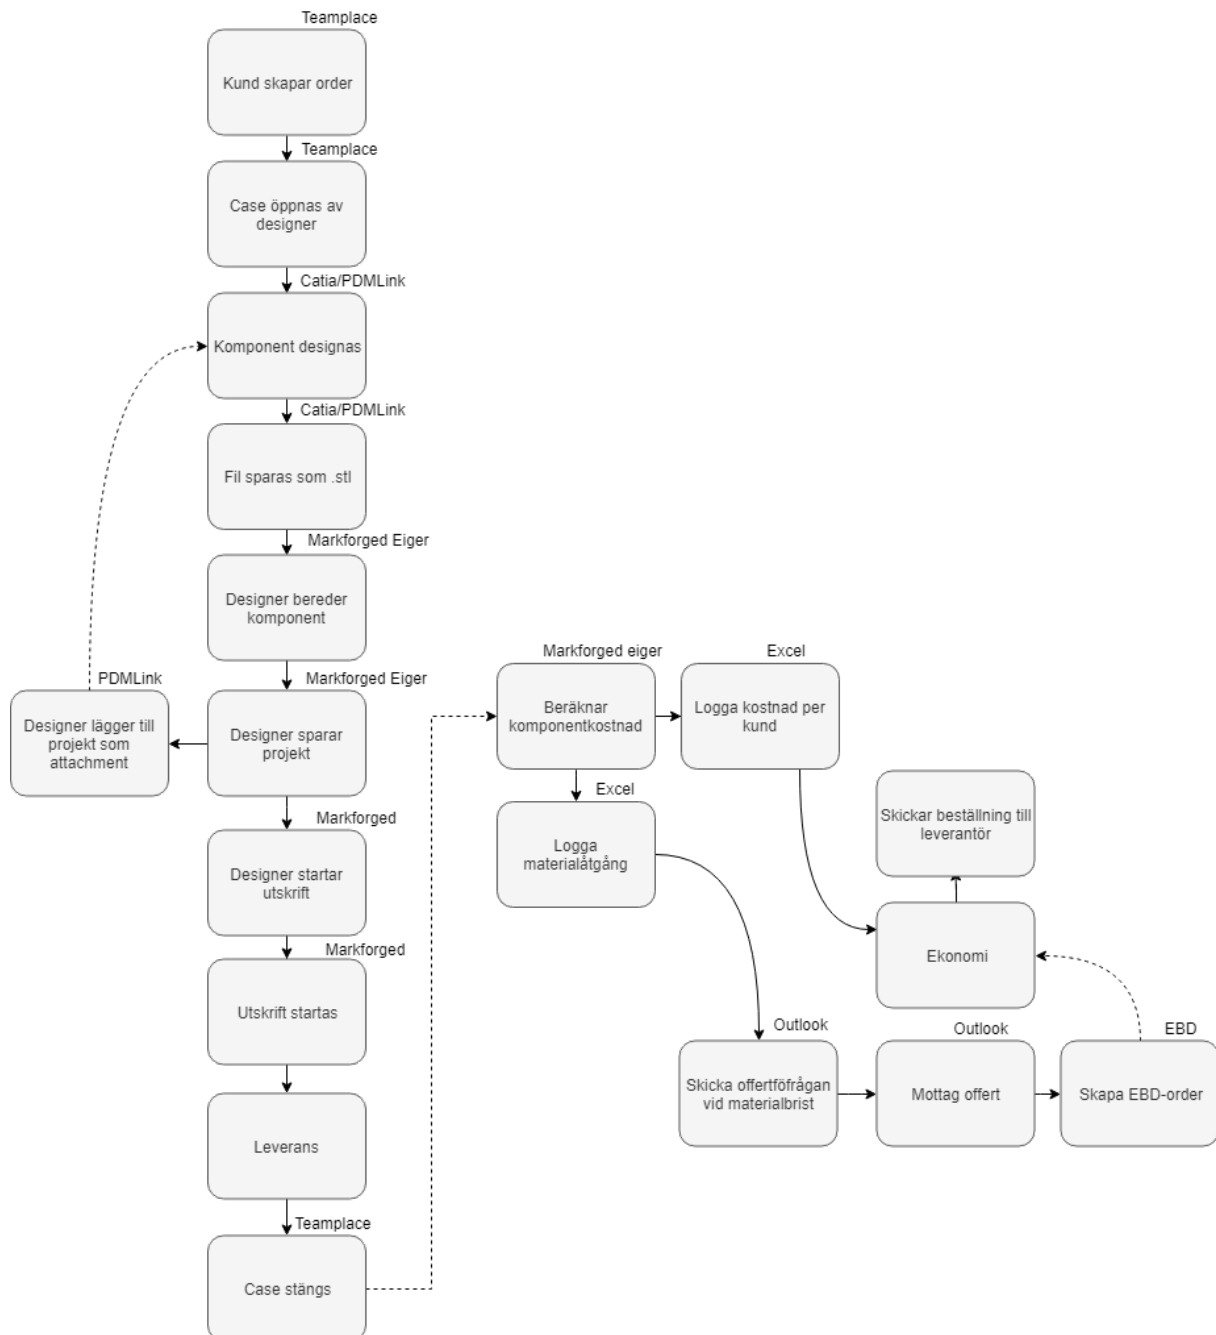 Teamplace
Kund skapar order
Teamplace
Case öppnas av
designer
Catia/PDMLink
Komponent designas
Catia/PDMLink
Fil sparas som .stl
Markforged Eiger
Designer bereder
komponent
Markforged Eiger
Designer sparar
projekt
PDMLink
Designer lägger till
projekt som
attachment
Markforged
Designer startar
utskrift
Markforged
Utskrift startas
Leverans
Teamplace
Case stängs
Markforged eiger
Beräknar
komponentkostnad
Excel
Logga kostnad per
kund
Excel
Logga
materialåtgång
Skickar beställning till
leverantör
Ekonomi
Outlook
Skicka offertföfrågan
vid materialbrist
Outlook
Mottag offert
EBD
Skapa EBD-order